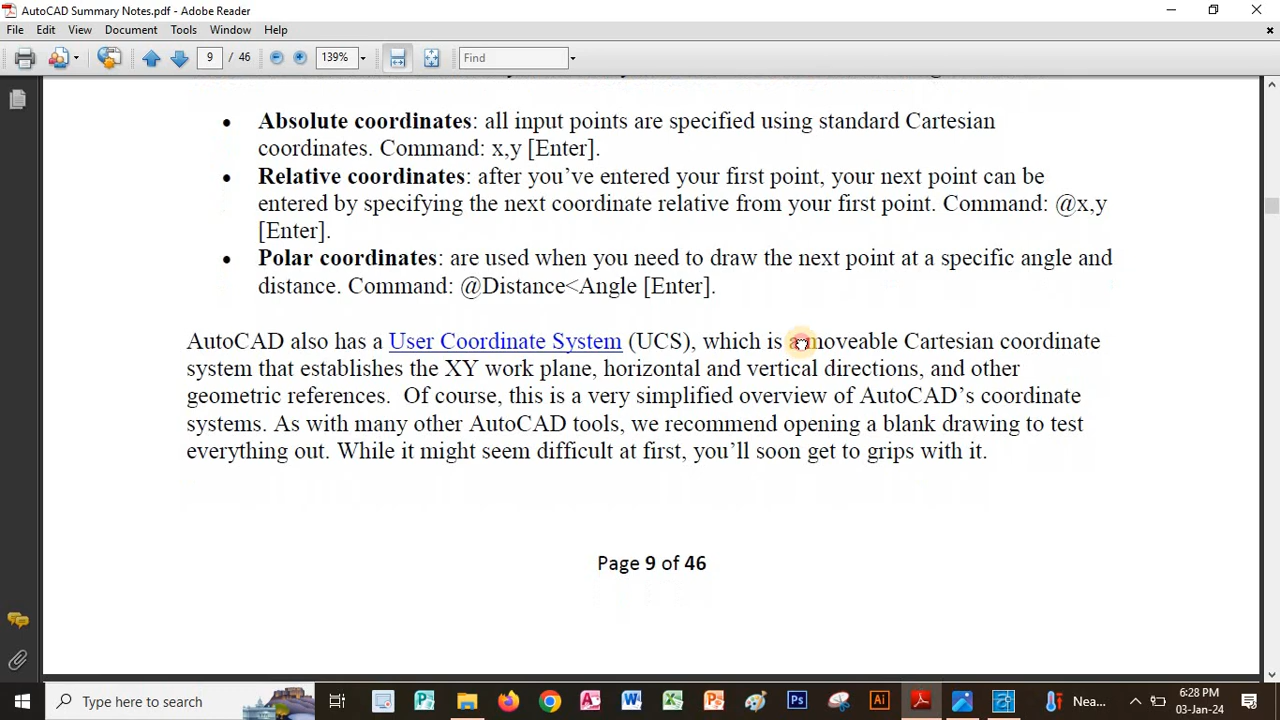 AutoCAD Summary Notes.pdf - Adobe Reader
File Edit View Document Tools Window Help
9 / 46 139% Find
• Absolute coordinates: all input points are specified using standard Cartesian
coordinates. Command: x,y [Enter].
• Relative coordinates: after you’ve entered your first point, your next point can be
entered by specifying the next coordinate relative from your first point. Command: @x,y
[Enter].
• Polar coordinates: are used when you need to draw the next point at a specific angle and
distance. Command: @Distance<Angle [Enter].
AutoCAD also has a User Coordinate System (UCS), which is a moveable Cartesian coordinate
system that establishes the XY work plane, horizontal and vertical directions, and other
geometric references. Of course, this is a very simplified overview of AutoCAD’s coordinate
systems. As with many other AutoCAD tools, we recommend opening a blank drawing to test
everything out. While it might seem difficult at first, you’ll soon get to grips with it.
Page 9 of 46
Type here to search
Nea...
6:28 PM
03-Jan-24